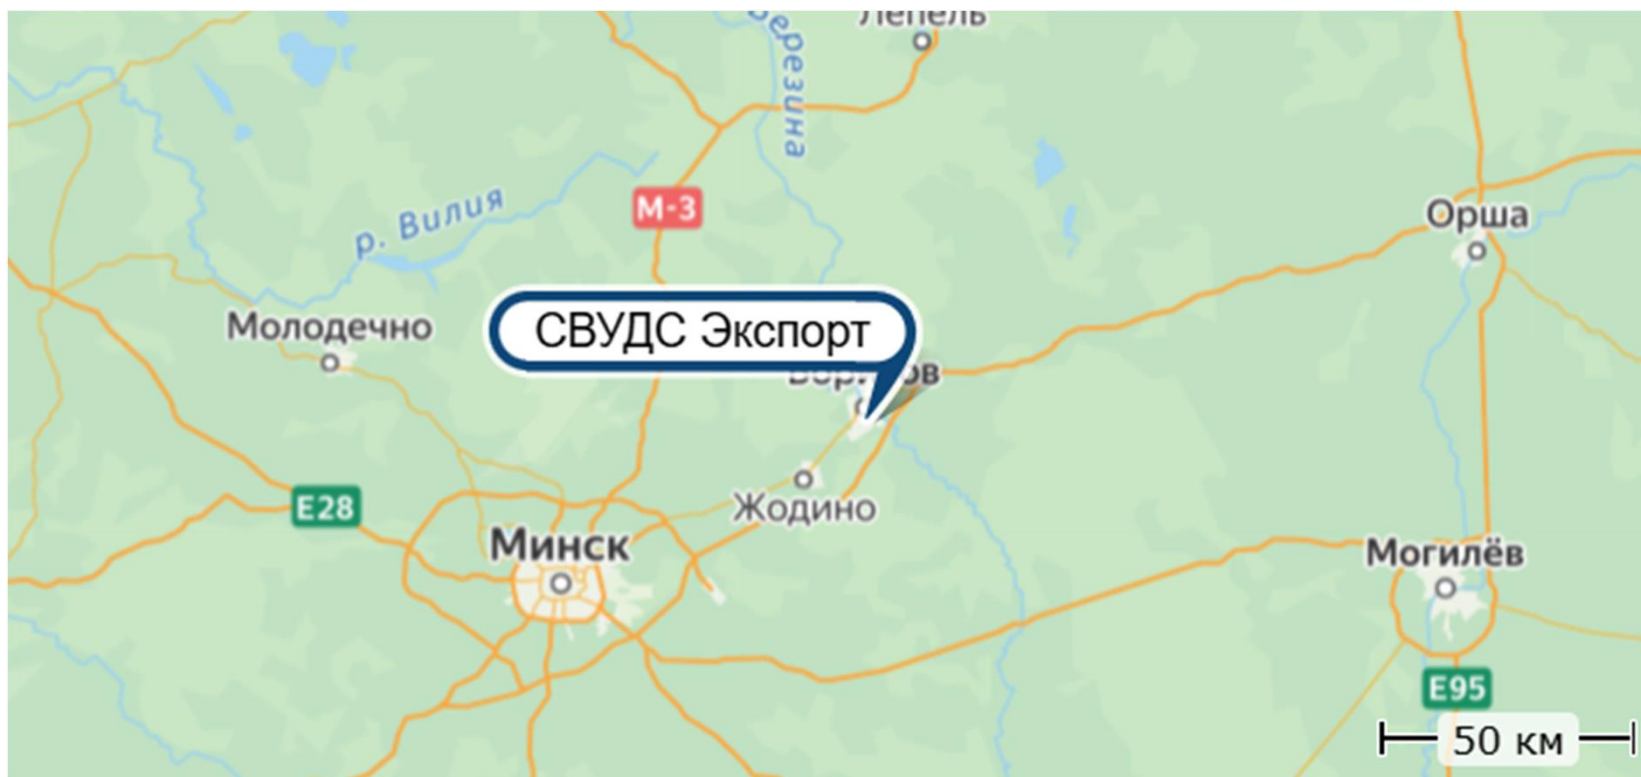 Лепель
Березина
М-3
р. Вилия
Орша
Молодечно
СВУДС Экспорт
Жодино
E28
Минск
Могилёв
E95
50 км